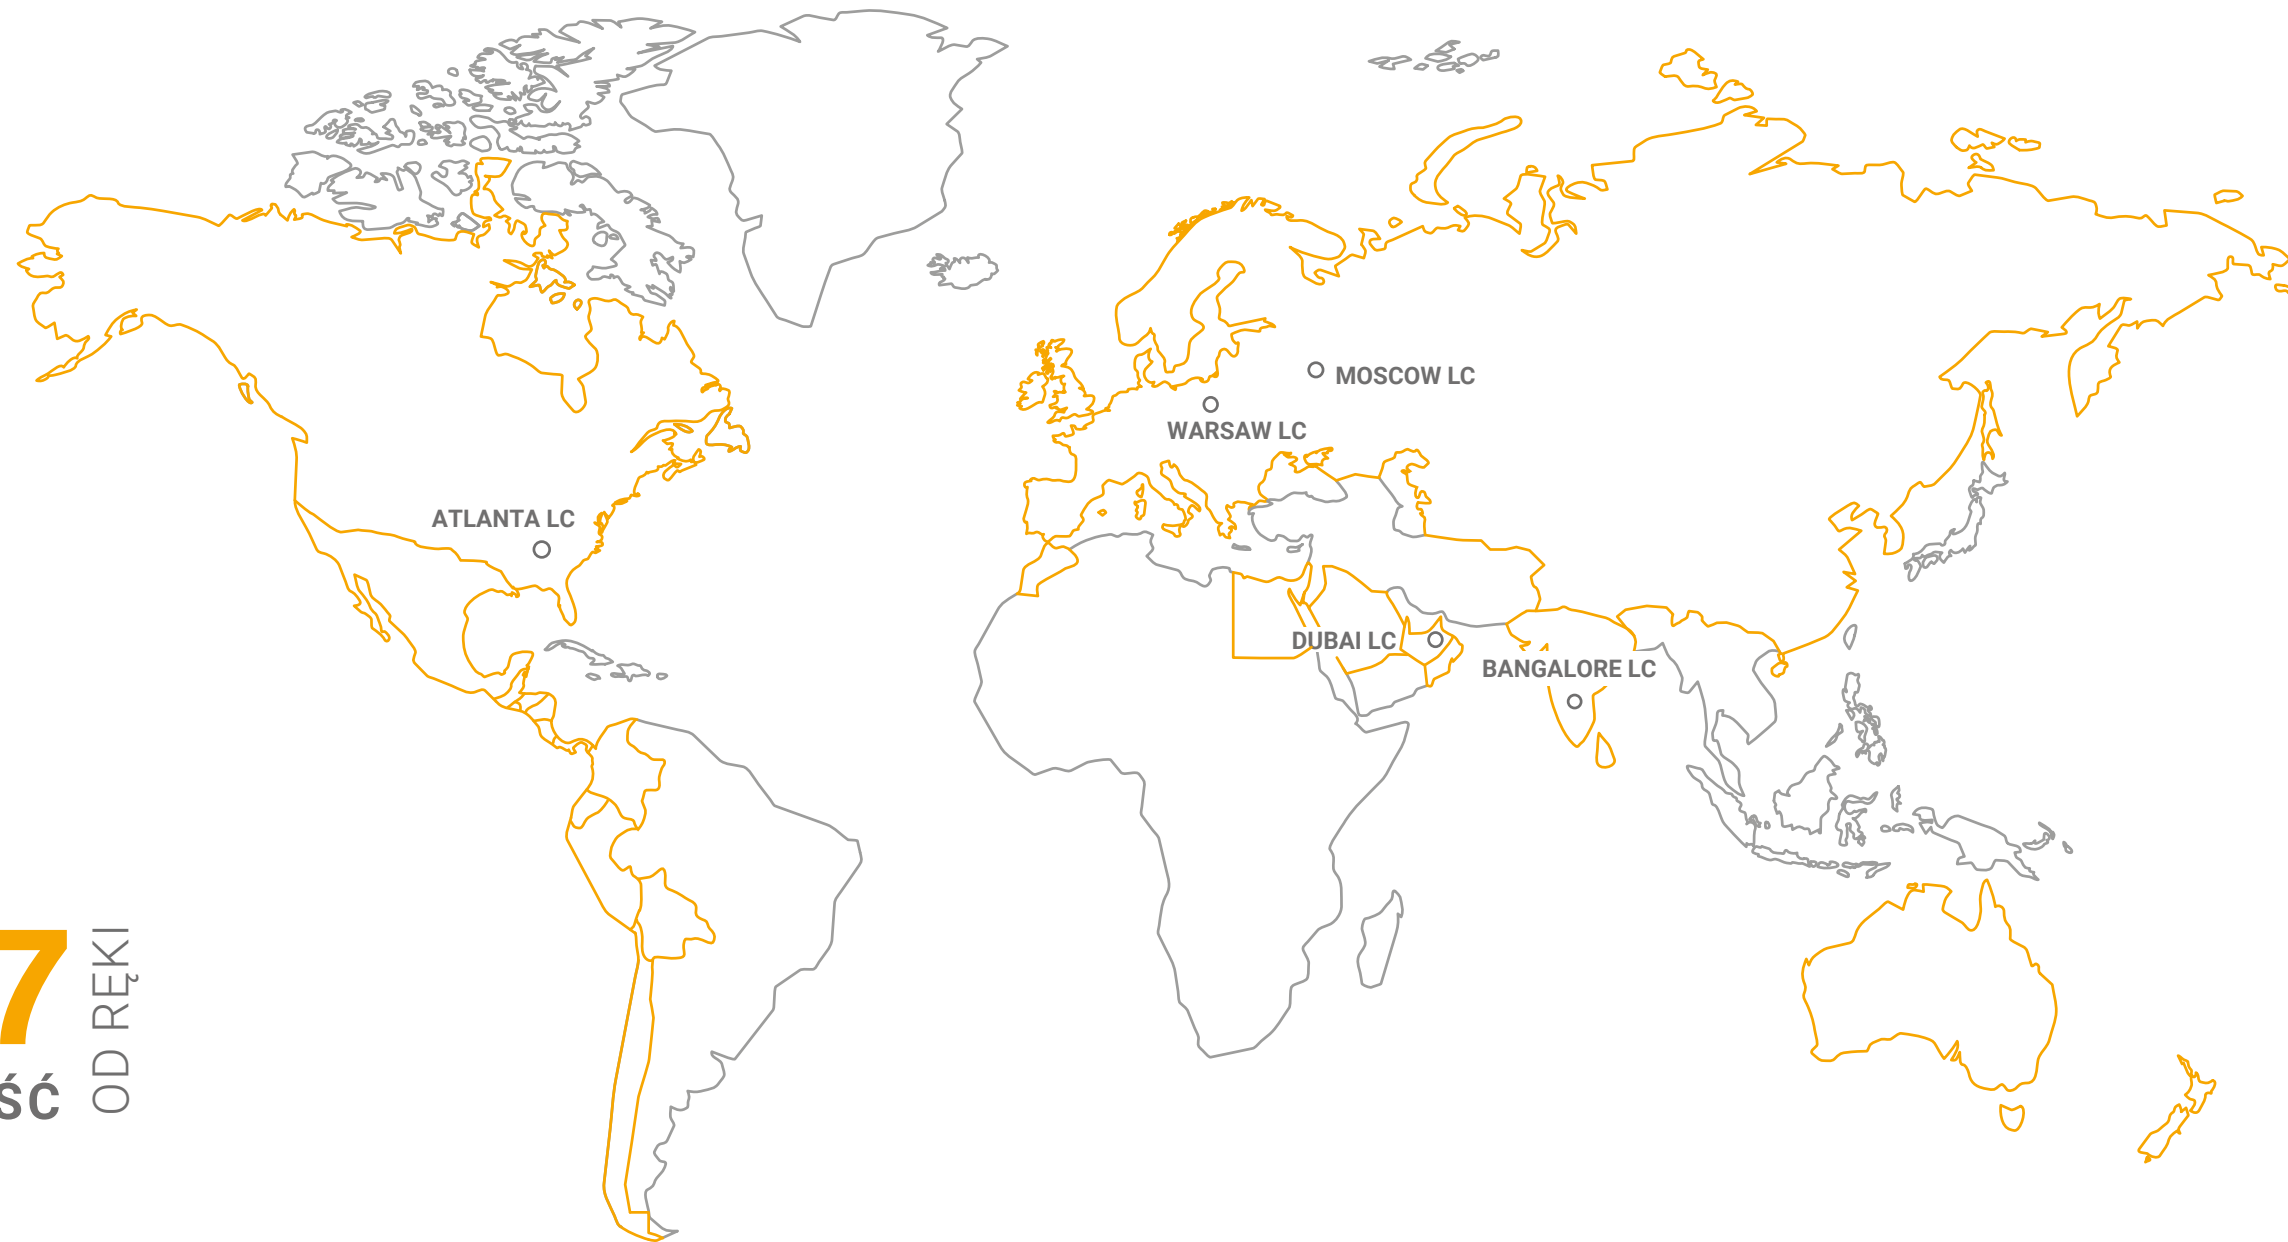 MOSCOW LC
WARSAW LC
ATLANTA LC
DUBAI LC
BANGALORE LC
7
ŚĆ
OD RĘKI